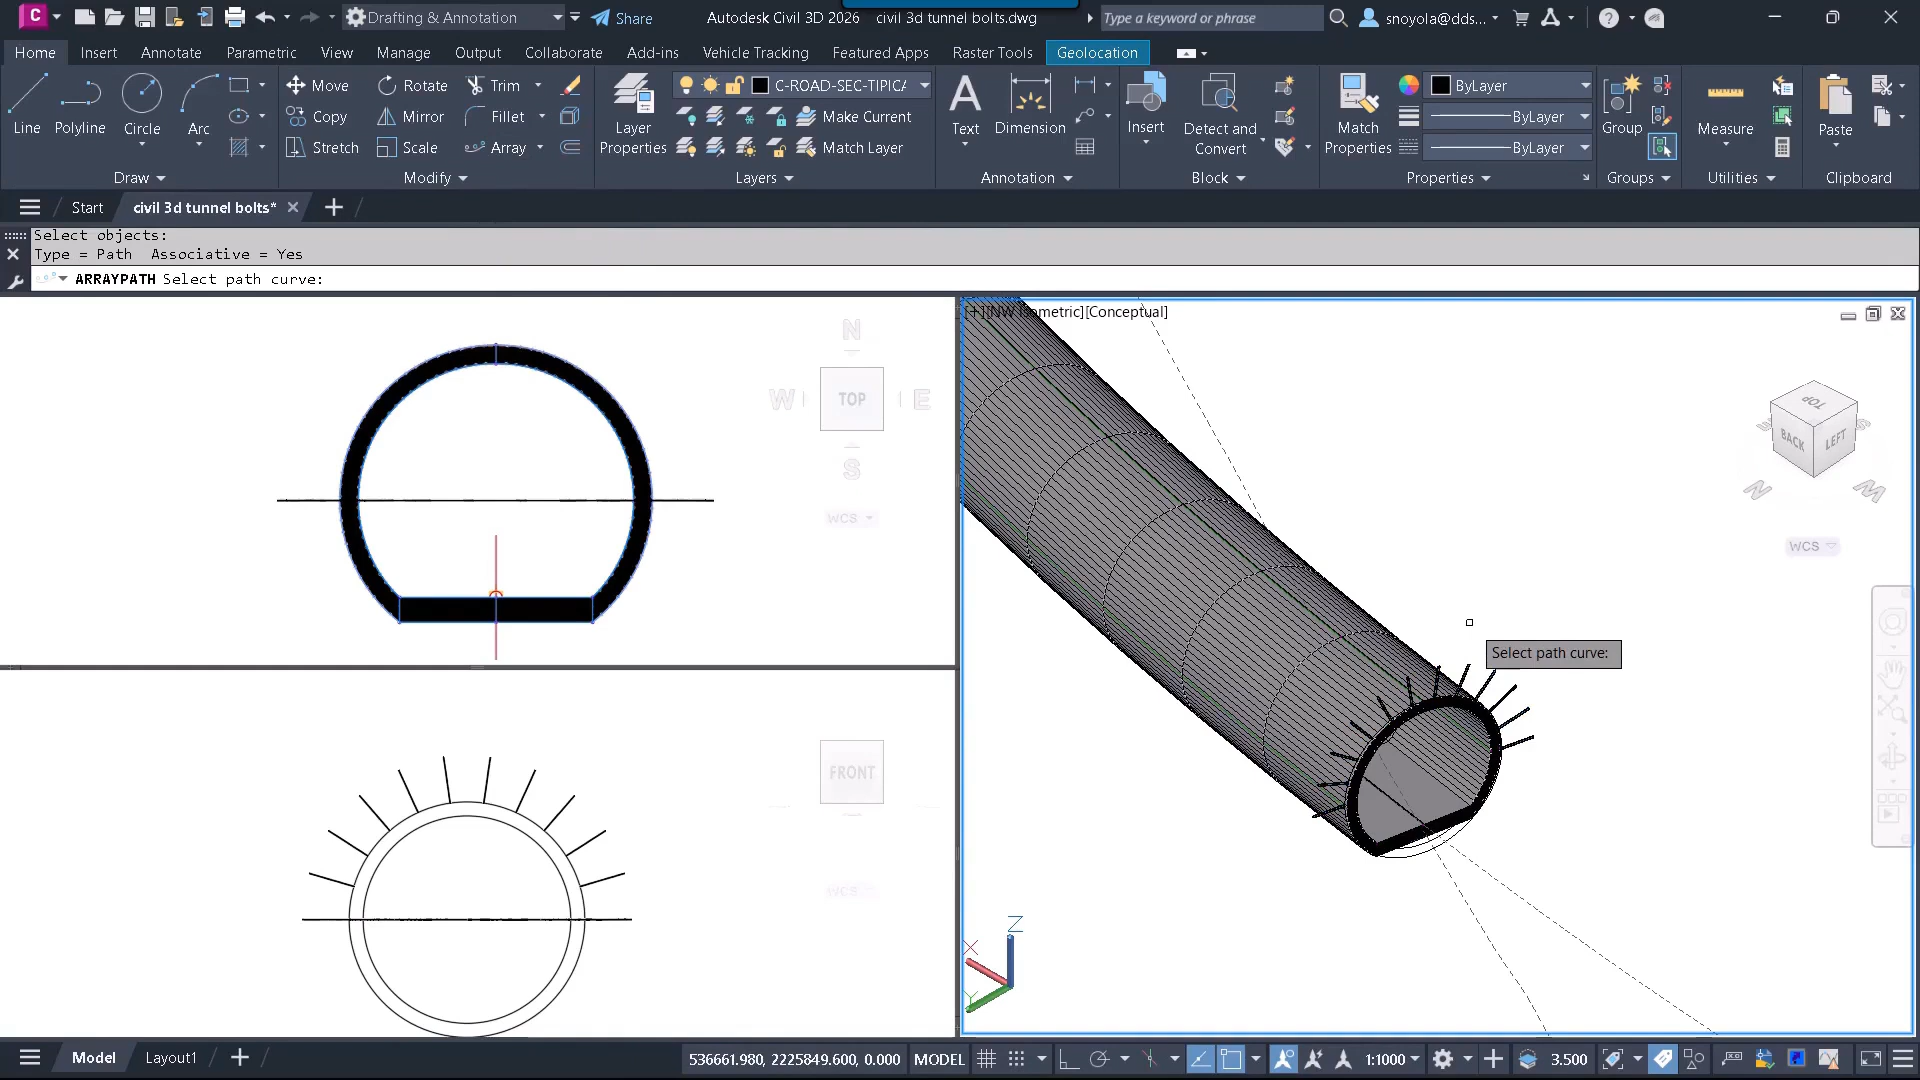 C Drafting & Annotation Share Autodesk Civil 3D 2026 civil 3d tunnel bolts.dwg Type a keyword or phrase snoyola@dds...
Home Insert Annotate Parametric View Manage Output Collaborate Add-ins Vehicle Tracking Featured Apps Raster Tools Geolocation
Line Polyline Circle Arc
Move Rotate Trim
Copy Mirror Fillet
Stretch Scale Array
Layer Properties
C-ROAD-SEC-TIPICA
Make Current
Match Layer
Text Dimension
Insert Detect and Convert
Match Properties
ByLayer
ByLayer
ByLayer
Group Measure Paste
Draw Modify Layers Annotation Block Properties Groups Utilities Clipboard
Start civil 3d tunnel bolts*
Select objects:
Type = Path Associative = Yes
ARRAYPATH Select path curve:
[+][NW Isometric][Conceptual]
N
W TOP E
S
WCS
TOP
BACK LEFT
N
WCS
Select path curve:
FRONT
WCS
Z
X
Y
Model Layout1
536661.980, 2225849.600, 0.000 MODEL 1:1000 3.500